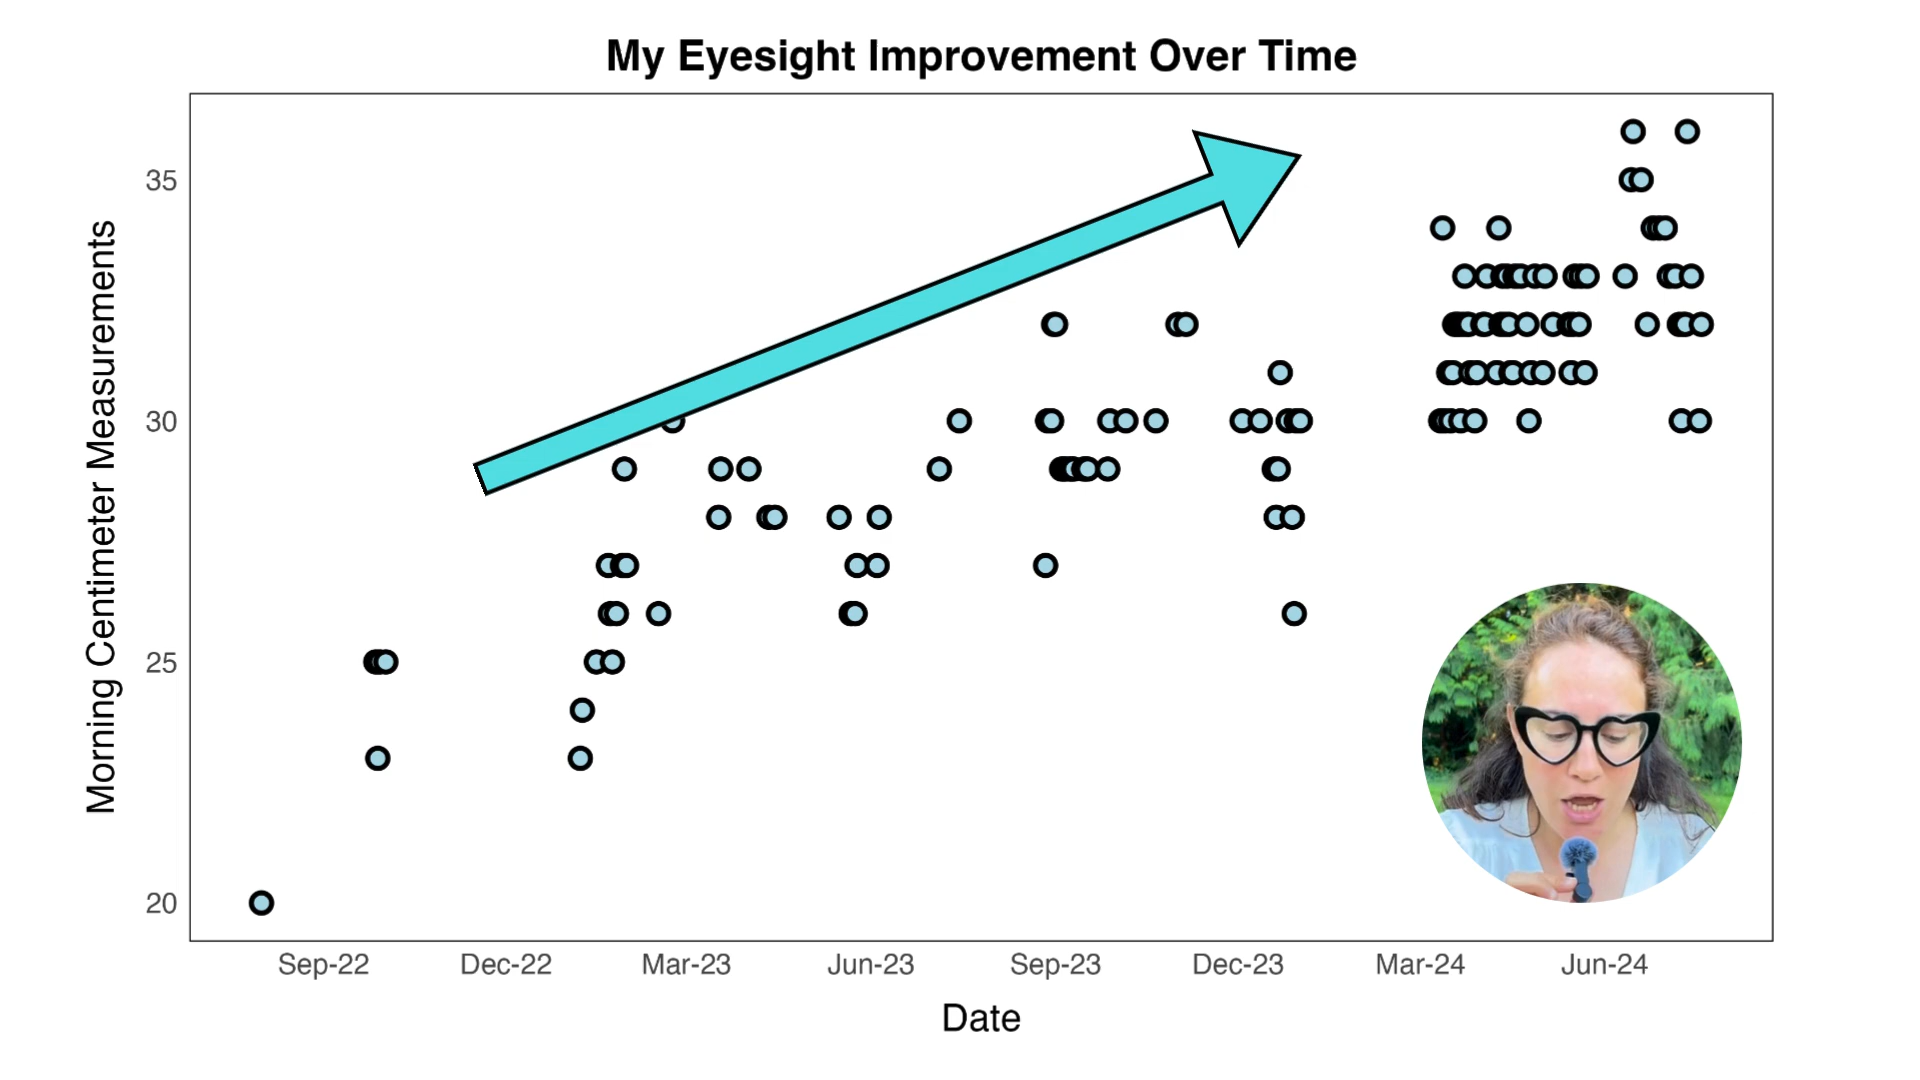 My Eyesight Improvement Over Time
Morning Centimeter Measurements
35
30
25
20
Sep-22 Dec-22 Mar-23 Jun-23 Sep-23 Dec-23 Mar-24 Jun-24
Date